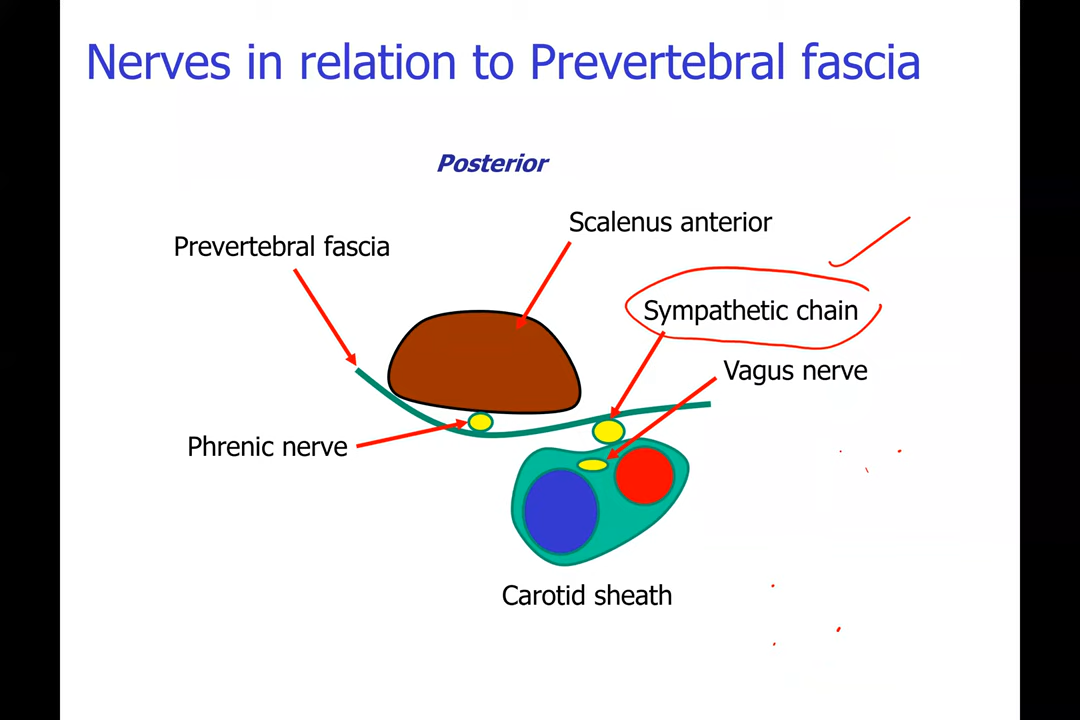 Nerves in relation to Prevertebral fascia
Posterior
Scalenus anterior
Prevertebral fascia
Sympathetic chain
Vagus nerve
Phrenic nerve
Carotid sheath